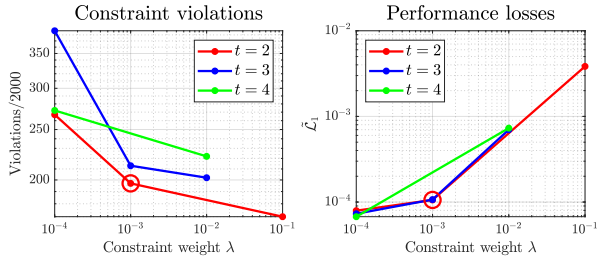 Constraint violations
Violations/2000
350
300
250
200
t = 2
t = 3
t = 4
10⁻⁴
10⁻³
10⁻²
10⁻¹
Constraint weight λ
Performance losses
ℒ̃₁
10⁻²
10⁻³
10⁻⁴
t = 2
t = 3
t = 4
10⁻⁴
10⁻³
10⁻²
10⁻¹
Constraint weight λ